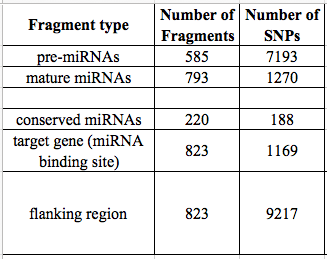 Fragment type Number of Fragments Number of SNPs
pre-miRNAs 585 7193
mature miRNAs 793 1270
conserved miRNAs 220 188
target gene (miRNA binding site) 823 1169
flanking region 823 9217